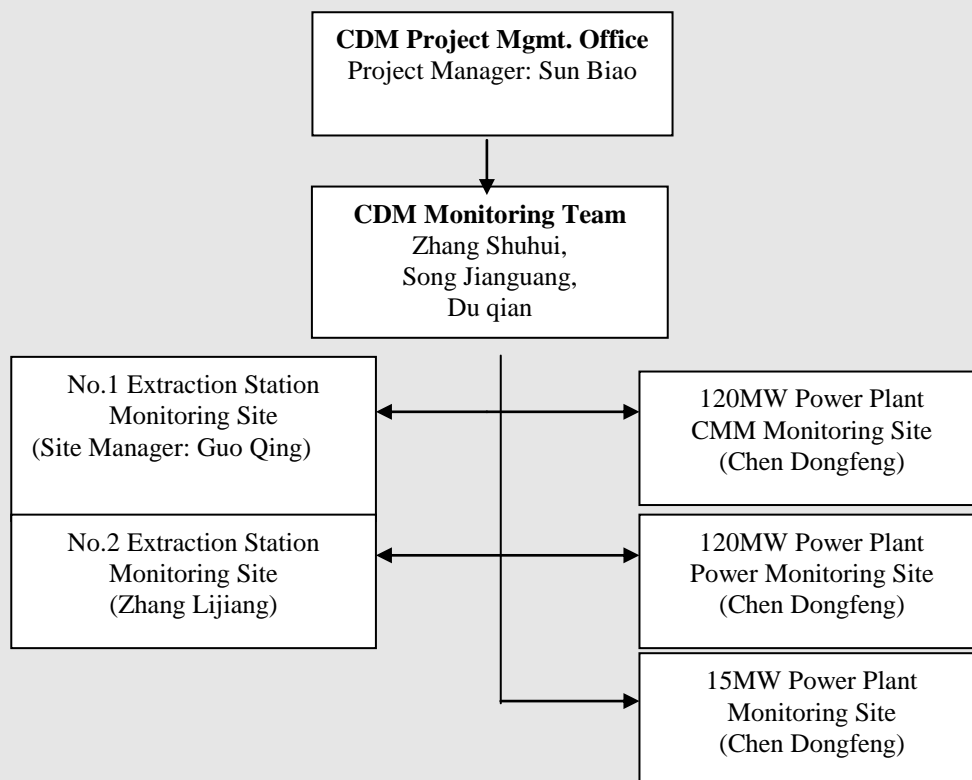 CDM Project Mgmt. Office
Project Manager: Sun Biao
CDM Monitoring Team
Zhang Shuhui,
Song Jianguang,
Du qian
No.1 Extraction Station
Monitoring Site
(Site Manager: Guo Qing)
120MW Power Plant
CMM Monitoring Site
(Chen Dongfeng)
No.2 Extraction Station
Monitoring Site
(Zhang Lijiang)
120MW Power Plant
Power Monitoring Site
(Chen Dongfeng)
15MW Power Plant
Monitoring Site
(Chen Dongfeng)